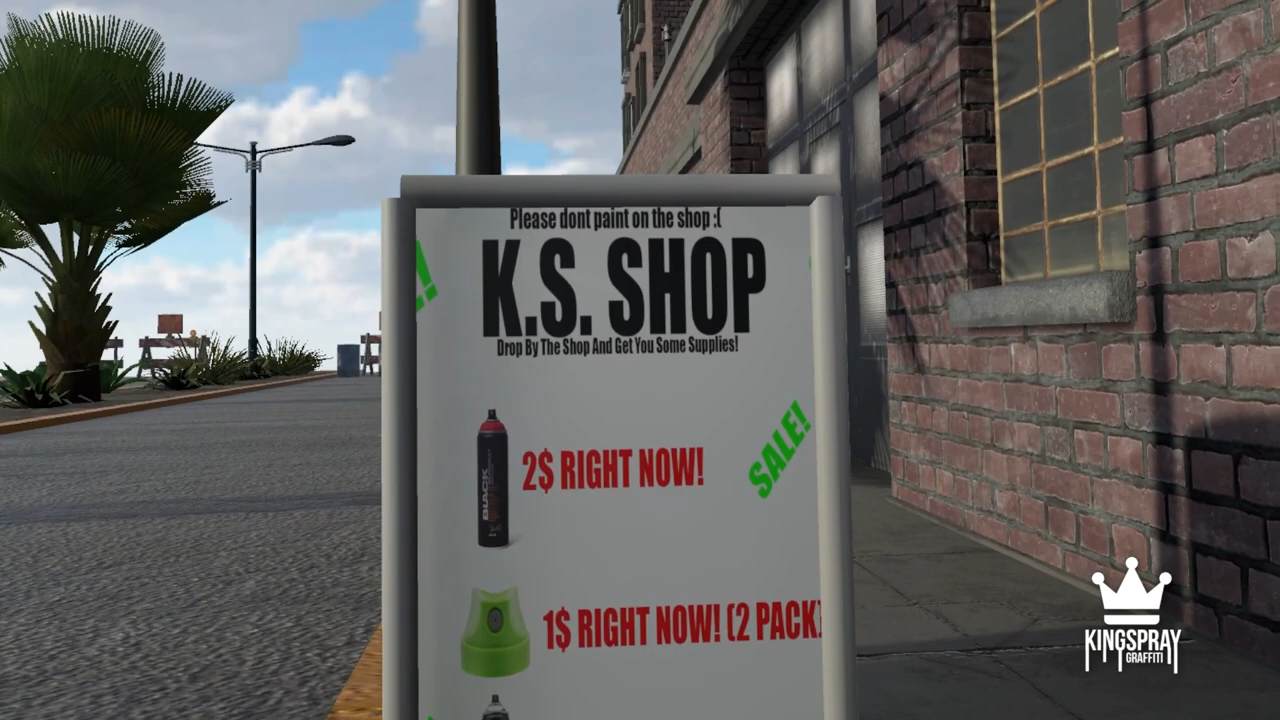 Please dont paint on the shop :(
K.S. SHOP
Drop By The Shop And Get You Some Supplies!
SALE!
BLACK
2$ RIGHT NOW!
1$ RIGHT NOW! (2 PACK)
KINGSPRAY
GRAFFITI